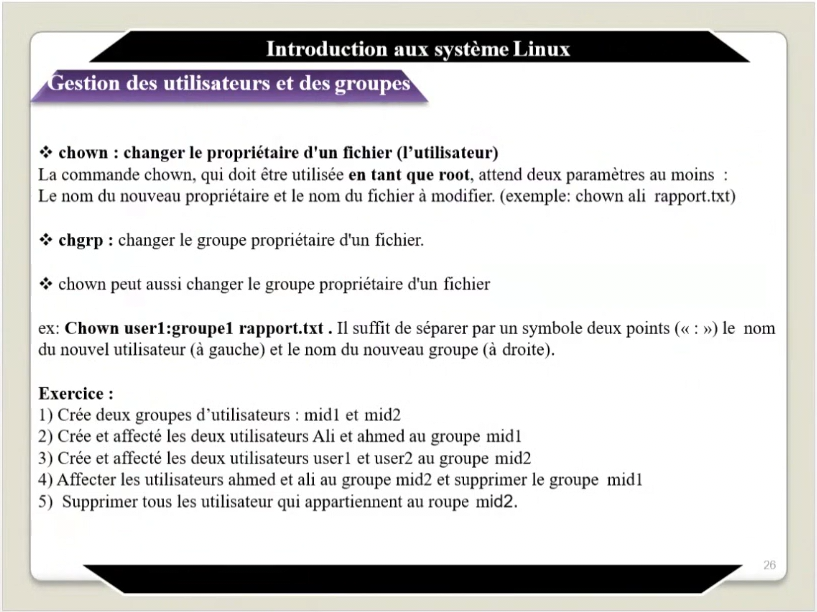 Introduction aux système Linux
Gestion des utilisateurs et des groupes
❖ chown : changer le propriétaire d'un fichier (l’utilisateur)
La commande chown, qui doit être utilisée en tant que root, attend deux paramètres au moins :
Le nom du nouveau propriétaire et le nom du fichier à modifier. (exemple: chown ali rapport.txt)
❖ chgrp : changer le groupe propriétaire d'un fichier.
❖ chown peut aussi changer le groupe propriétaire d'un fichier
ex: Chown user1:groupe1 rapport.txt . Il suffit de séparer par un symbole deux points (« : ») le nom
du nouvel utilisateur (à gauche) et le nom du nouveau groupe (à droite).
Exercice :
1) Crée deux groupes d’utilisateurs : mid1 et mid2
2) Crée et affecté les deux utilisateurs Ali et ahmed au groupe mid1
3) Crée et affecté les deux utilisateurs user1 et user2 au groupe mid2
4) Affecter les utilisateurs ahmed et ali au groupe mid2 et supprimer le groupe mid1
5) Supprimer tous les utilisateur qui appartiennent au roupe mid2.
26